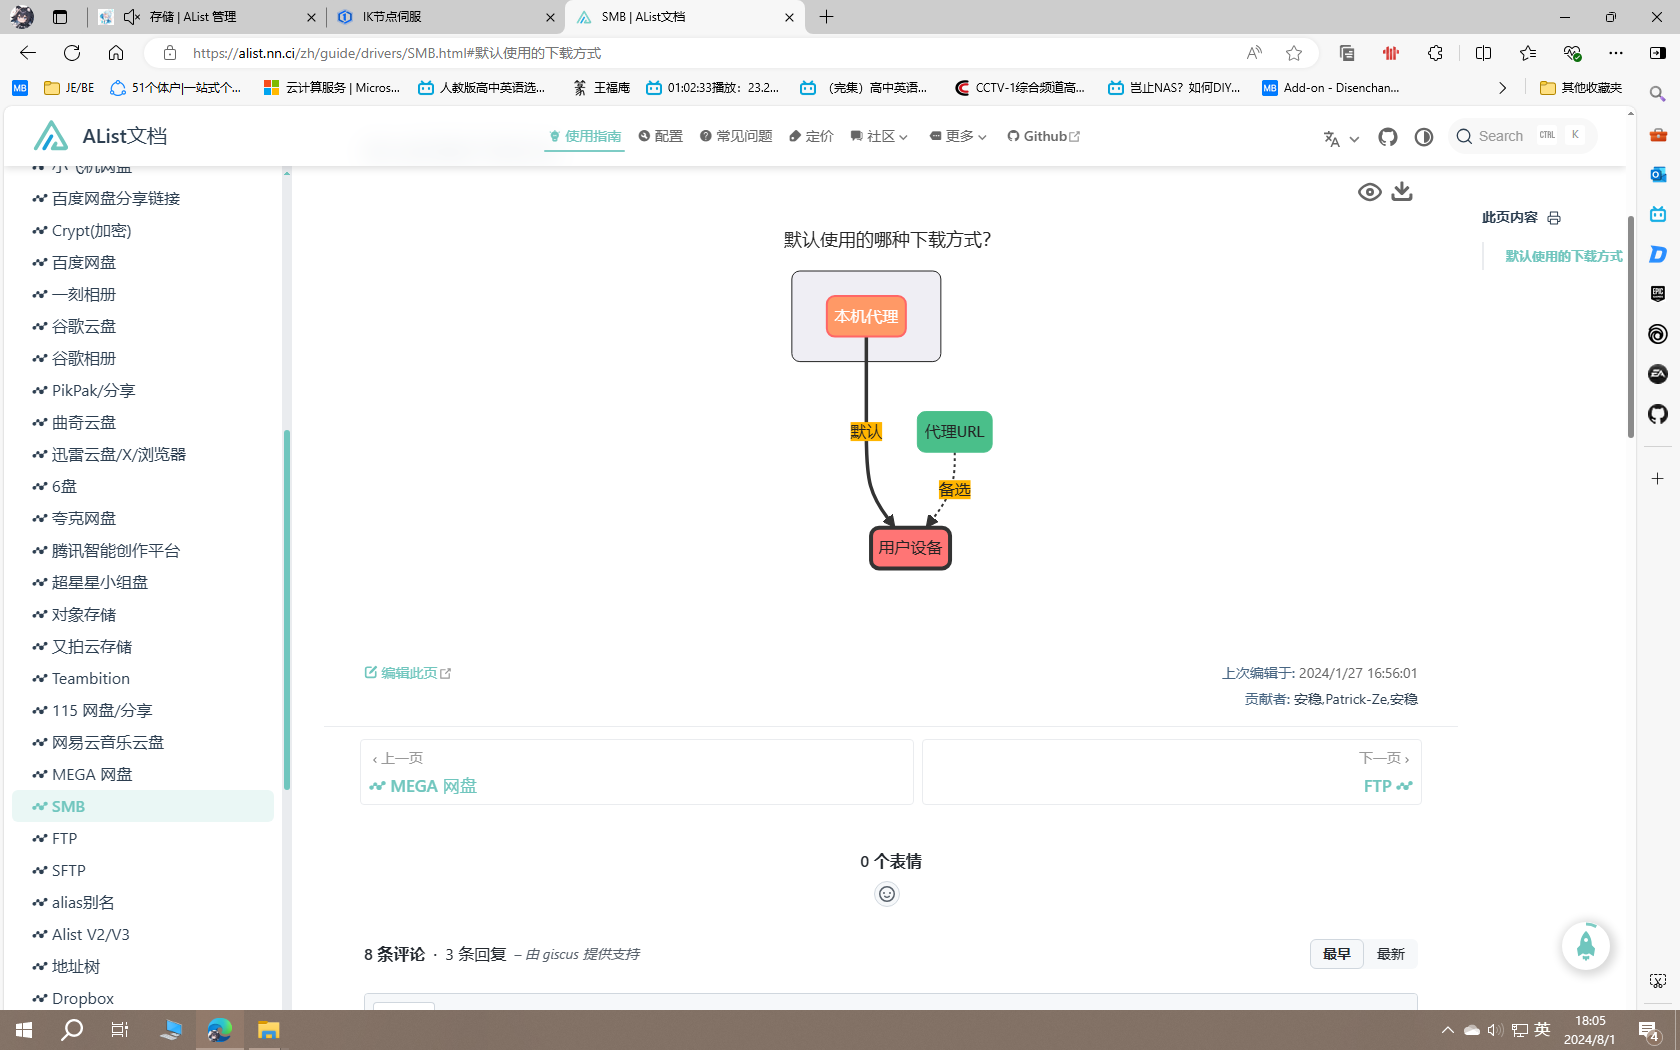 存储 | AList 管理
IK节点伺服
SMB | AList文档
https://alist.nn.ci/zh/guide/drivers/SMB.html#默认使用的下载方式
MB
JE/BE
51个体户|一站式个...
云计算服务 | Micros...
人教版高中英语选...
王福庵
01:02:33播放：23.2...
（完集）高中英语...
CCTV-1综合频道高...
岂止NAS？如何DIY...
MB
Add-on - Disenchan...
其他收藏夹
AList文档
使用指南
配置
常见问题
定价
社区
更多
Github
Search
CTRL
K
小飞机网盘
百度网盘分享链接
Crypt(加密)
百度网盘
一刻相册
谷歌云盘
谷歌相册
PikPak/分享
曲奇云盘
迅雷云盘/X/浏览器
6盘
夸克网盘
腾讯智能创作平台
超星星小组盘
对象存储
又拍云存储
Teambition
115 网盘/分享
网易云音乐云盘
MEGA 网盘
SMB
FTP
SFTP
alias别名
Alist V2/V3
地址树
Dropbox
默认使用的哪种下载方式？
本机代理
默认
代理URL
备选
用户设备
此页内容
默认使用的下载方式
编辑此页
上次编辑于: 2024/1/27 16:56:01
贡献者: 安稳,Patrick-Ze,安稳
‹ 上一页
MEGA 网盘
下一页 ›
FTP
0 个表情
8 条评论 · 3 条回复 – 由 giscus 提供支持
最早
最新
EPIC
EA
英
18:05
2024/8/1
4